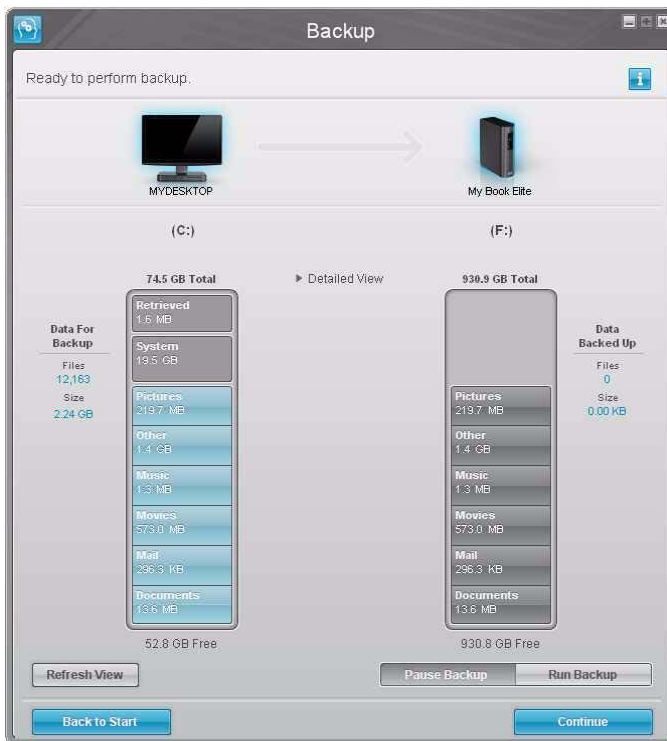 Backup
Ready to perform backup.
i
MYDESKTOP
My Book Elite
(C:)
(F:)
74.5 GB Total
Detailed View
930.9 GB Total
Data For
Backup
Files
12,163
Size
2.24 GB
Retrieved
1.6 MB
System
19.5 GB
Pictures
219.7 MB
Other
1.4 GB
Music
1.3 MB
Movies
573.0 MB
Mail
296.3 KB
Documents
13.6 MB
Pictures
219.7 MB
Other
1.4 GB
Music
1.3 MB
Movies
573.0 MB
Mail
296.3 KB
Documents
13.6 MB
Data
Backed Up
Files
0
Size
0.00 KB
52.8 GB Free
930.8 GB Free
Refresh View
Pause Backup
Run Backup
Back to Start
Continue